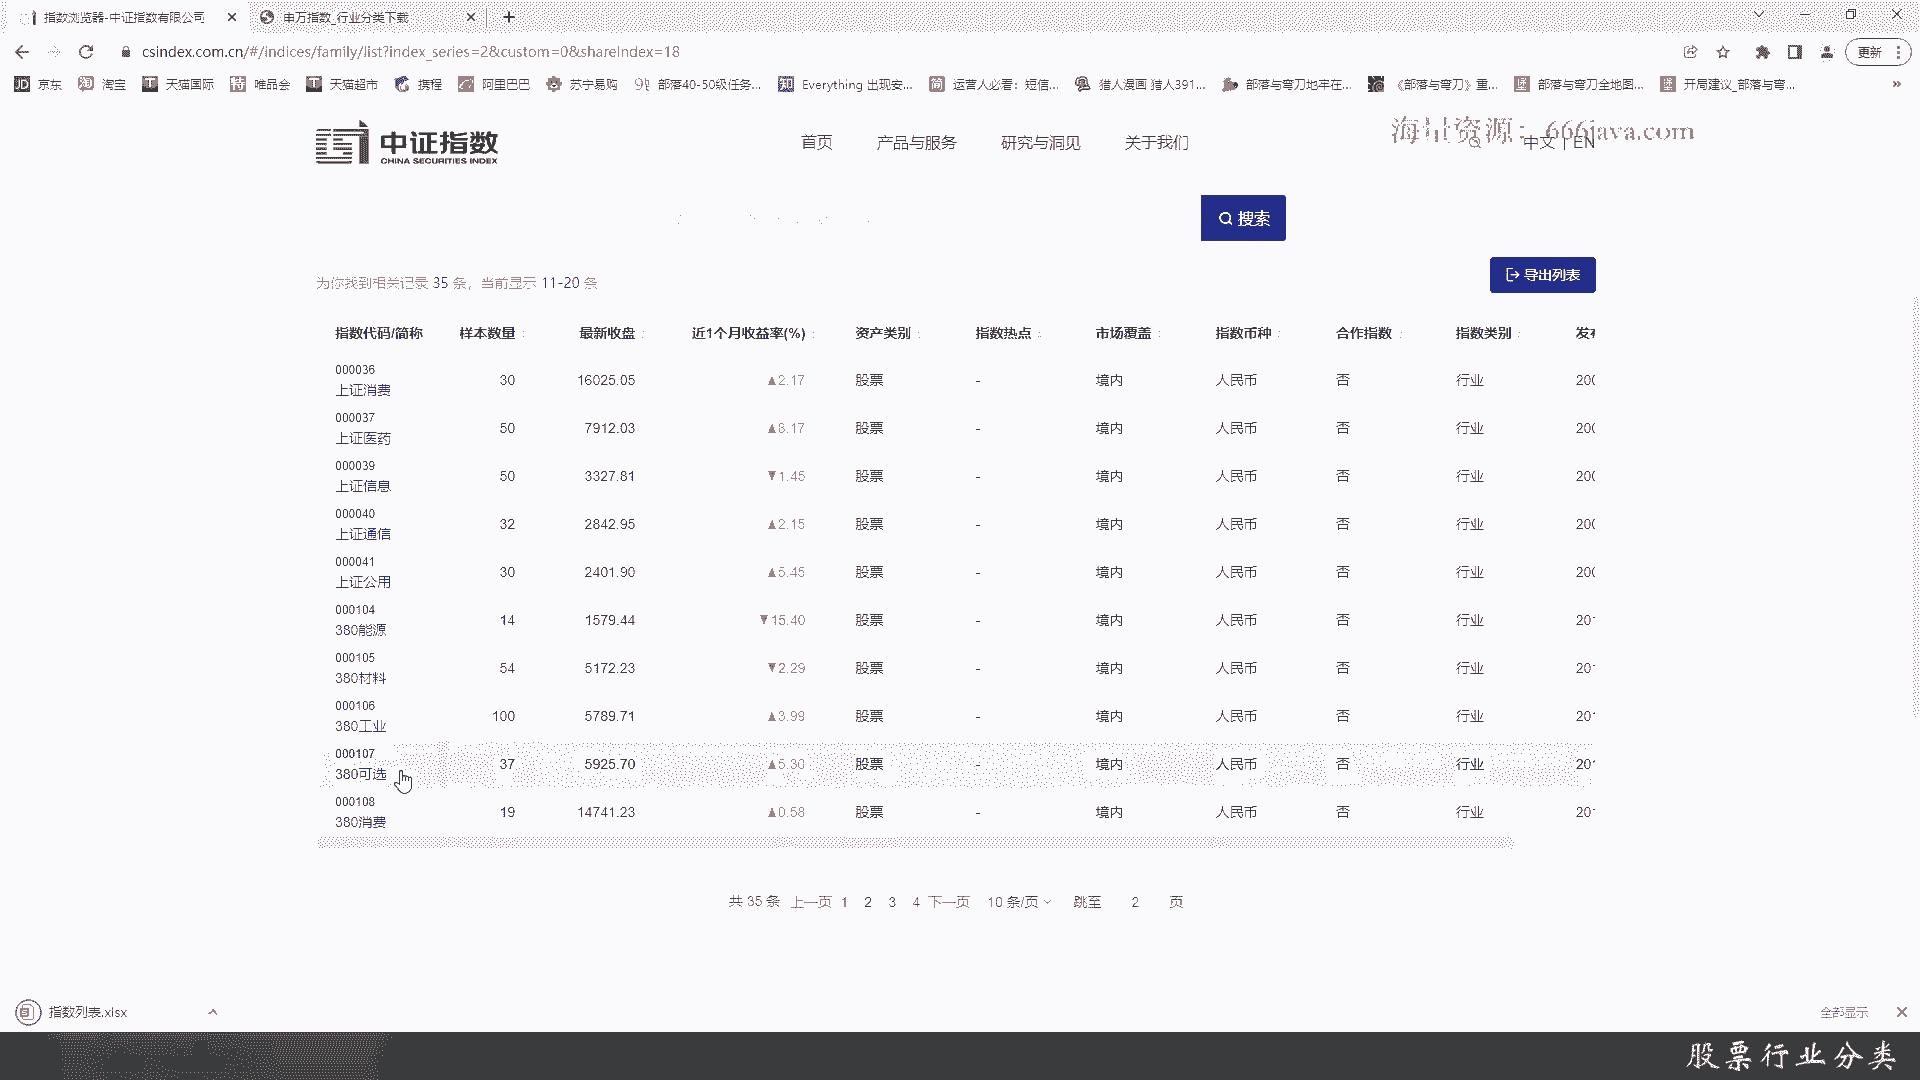 指数浏览器-中证指数有限公司
申万指数_行业分类下载
csindex.com.cn/#/indices/family/list?index_series=2&custom=0&shareIndex=18
更新
京东 淘宝 天猫国际 唯品会 天猫超市 携程 阿里巴巴 苏宁易购 部落40-50级任务... Everything 出现安... 运营人必看：短信... 猎人漫画 猎人391... 部落与弯刀地牢在... 《部落与弯刀》重... 部落与弯刀全地图... 开局建议_部落与弯...
中证指数
CHINA SECURITIES INDEX
首页 产品与服务 研究与洞见 关于我们 中文 | EN
海量资源：666java.com
搜索
为你找到相关记录 35 条，当前显示 11-20 条
导出列表
指数代码/简称 样本数量 最新收盘 近1个月收益率(%) 资产类别 指数热点 市场覆盖 指数币种 合作指数 指数类别 发布
000036 上证消费 30 16025.05 ▲2.17 股票 - 境内 人民币 否 行业 200
000037 上证医药 50 7912.03 ▲8.17 股票 - 境内 人民币 否 行业 200
000039 上证信息 50 3327.81 ▼1.45 股票 - 境内 人民币 否 行业 200
000040 上证通信 32 2842.95 ▲2.15 股票 - 境内 人民币 否 行业 200
000041 上证公用 30 2401.90 ▲5.45 股票 - 境内 人民币 否 行业 200
000104 380能源 14 1579.44 ▼15.40 股票 - 境内 人民币 否 行业 201
000105 380材料 54 5172.23 ▼2.29 股票 - 境内 人民币 否 行业 201
000106 380工业 100 5789.71 ▲3.99 股票 - 境内 人民币 否 行业 201
000107 380可选 37 5925.70 ▲5.30 股票 - 境内 人民币 否 行业 201
000108 380消费 19 14741.23 ▲0.58 股票 - 境内 人民币 否 行业 201
共 35 条 上一页 1 2 3 4 下一页 10 条/页 跳至 2 页
指数列表.xlsx
全部显示
股票行业分类